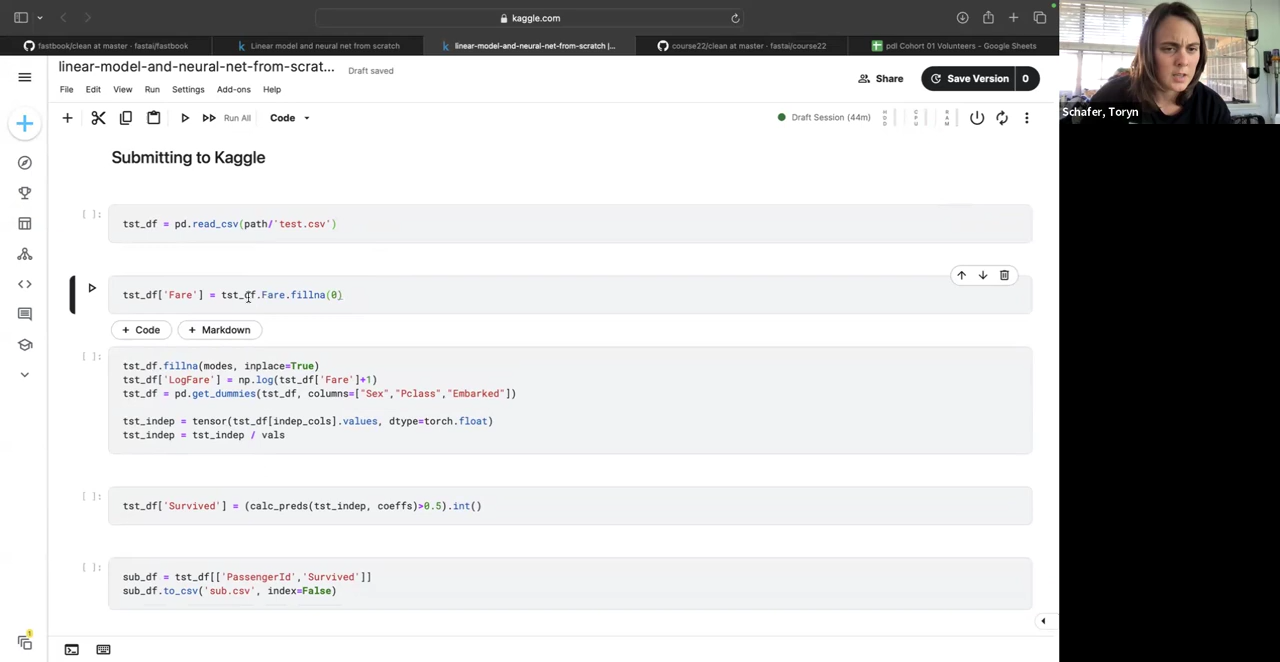 kaggle.com
fastbook/clean at master · fastai/fastbook
Linear model and neural net from scratch
linear-model-and-neural-net-from-scratch |...
course22/clean at master · fastai/course22
pdl Cohort 01 Volunteers - Google Sheets
linear-model-and-neural-net-from-scrat...
Draft saved
Share
Save Version
0
File Edit View Run Settings Add-ons Help
Run All
Code
Draft Session (44m)
HDD
CPU
RAM
Submitting to Kaggle
[ ]:
tst_df = pd.read_csv(path/'test.csv')
tst_df['Fare'] = tst_df.Fare.fillna(0)
+ Code
+ Markdown
[ ]:
tst_df.fillna(modes, inplace=True)
tst_df['LogFare'] = np.log(tst_df['Fare']+1)
tst_df = pd.get_dummies(tst_df, columns=["Sex","Pclass","Embarked"])
tst_indep = tensor(tst_df[indep_cols].values, dtype=torch.float)
tst_indep = tst_indep / vals
[ ]:
tst_df['Survived'] = (calc_preds(tst_indep, coeffs)>0.5).int()
[ ]:
sub_df = tst_df[['PassengerId','Survived']]
sub_df.to_csv('sub.csv', index=False)
1
Schafer, Toryn